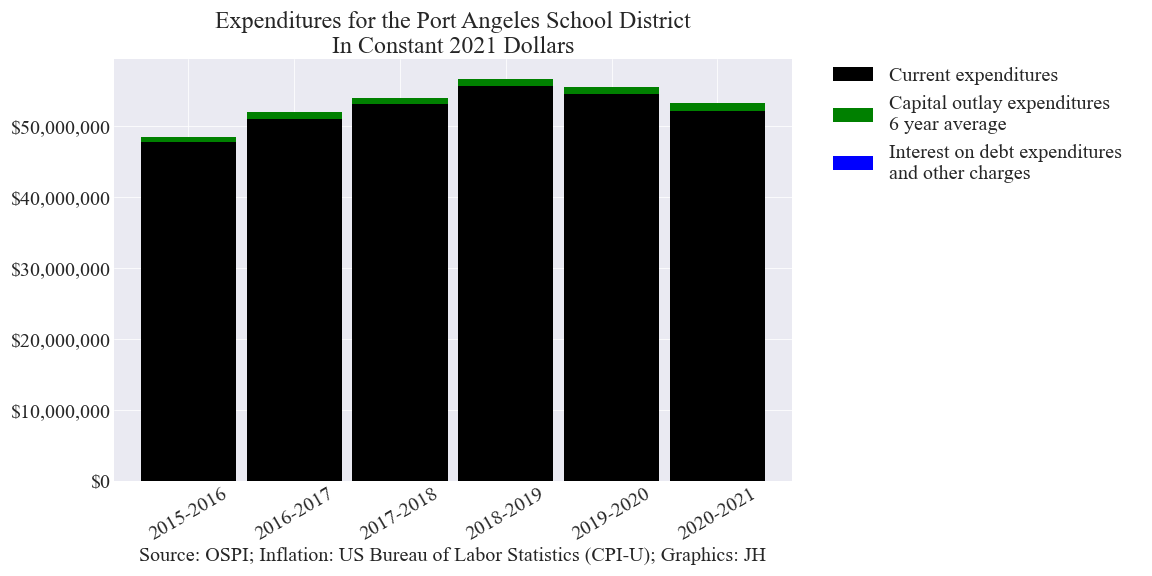 Expenditures for the Port Angeles School District
In Constant 2021 Dollars
Current expenditures
Capital outlay expenditures
6 year average
Interest on debt expenditures
and other charges
$50,000,000
$40,000,000
$30,000,000
$20,000,000
$10,000,000
$0
2015-2016
2016-2017
2017-2018
2018-2019
2019-2020
2020-2021
Source: OSPI; Inflation: US Bureau of Labor Statistics (CPI-U); Graphics: JH